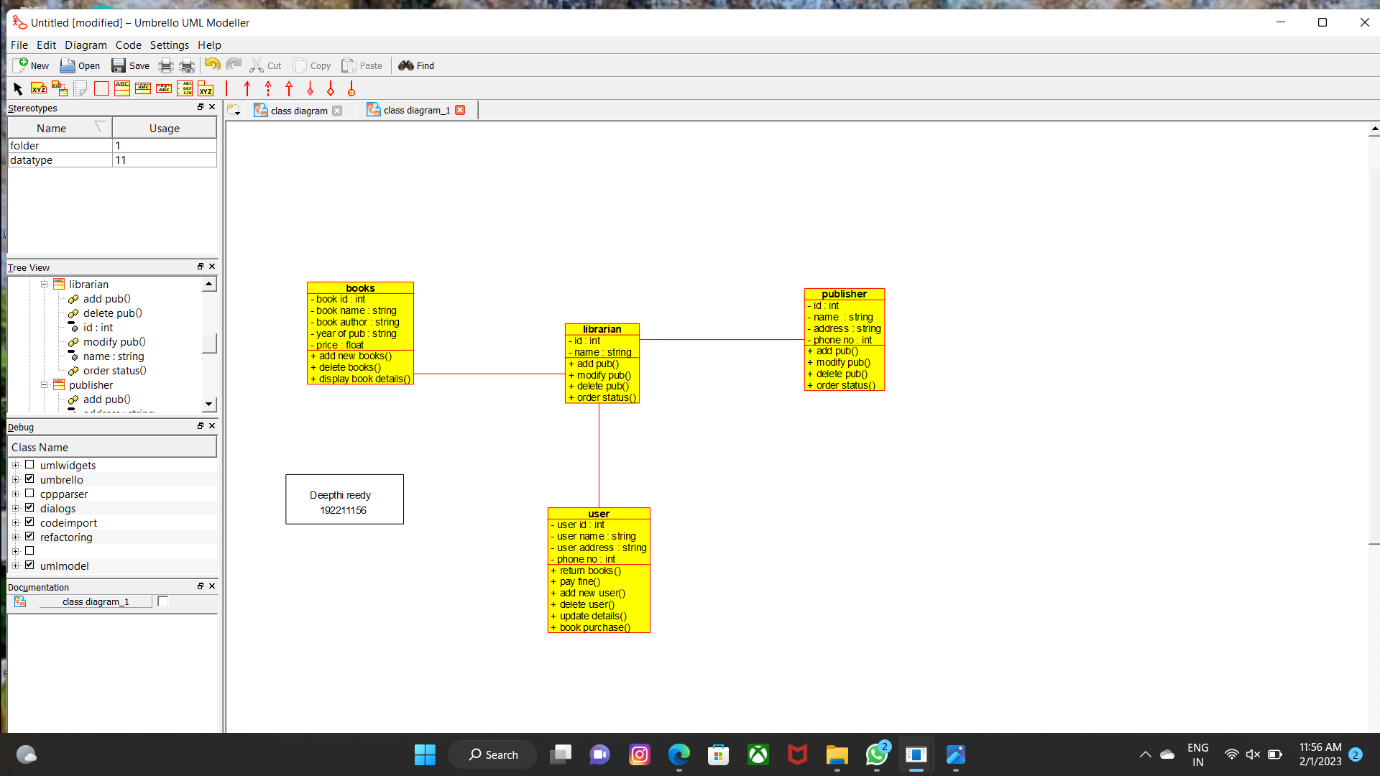 Untitled [modified] – Umbrello UML Modeller
File Edit Diagram Code Settings Help
New Open Save Cut Copy Paste Find
Stereotypes
Name Usage
folder 1
datatype 11
Tree View
librarian
add pub()
delete pub()
id : int
modify pub()
name : string
order status()
publisher
add pub()
Debug
Class Name
umlwidgets
umbrello
cppparser
dialogs
codeimport
refactoring
umlmodel
Documentation
class diagram_1
class diagram class diagram_1
books
- book id : int
- book name : string
- book author : string
- year of pub : string
- price : float
+ add new books()
+ delete books()
+ display book details()
librarian
- id : int
- name : string
+ add pub()
+ modify pub()
+ delete pub()
+ order status()
publisher
- id : int
- name : string
- address : string
- phone no : int
+ add pub()
+ modify pub()
+ delete pub()
+ order status()
Deepthi reedy
192211156
user
- user id : int
- user name : string
- user address : string
- phone no : int
+ return books()
+ pay fine()
+ add new user()
+ delete user()
+ update details()
+ book purchase()
Search
2
ENG
IN
11:56 AM
2/1/2023
2